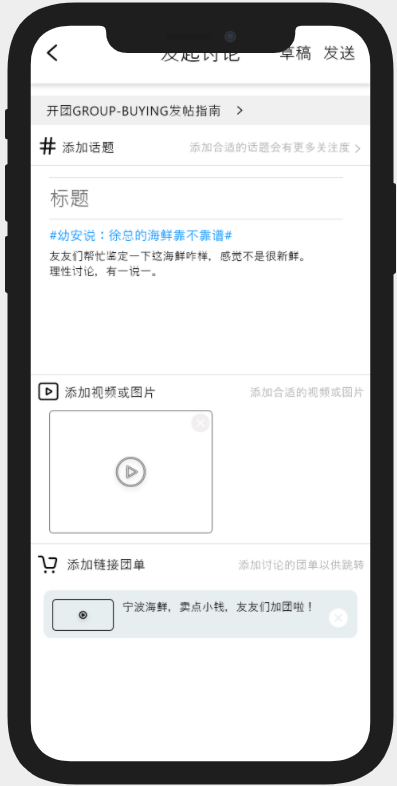 发起讨论 草稿 发送
开团GROUP-BUYING发帖指南 >
# 添加话题 添加合适的话题会有更多关注度 >
标题
#幼安说：徐总的海鲜靠不靠谱#
友友们帮忙鉴定一下这海鲜咋样，感觉不是很新鲜。
理性讨论，有一说一。
添加视频或图片 添加合适的视频或图片
添加链接团单 添加讨论的团单以供跳转
宁波海鲜，卖点小钱，友友们加团啦！